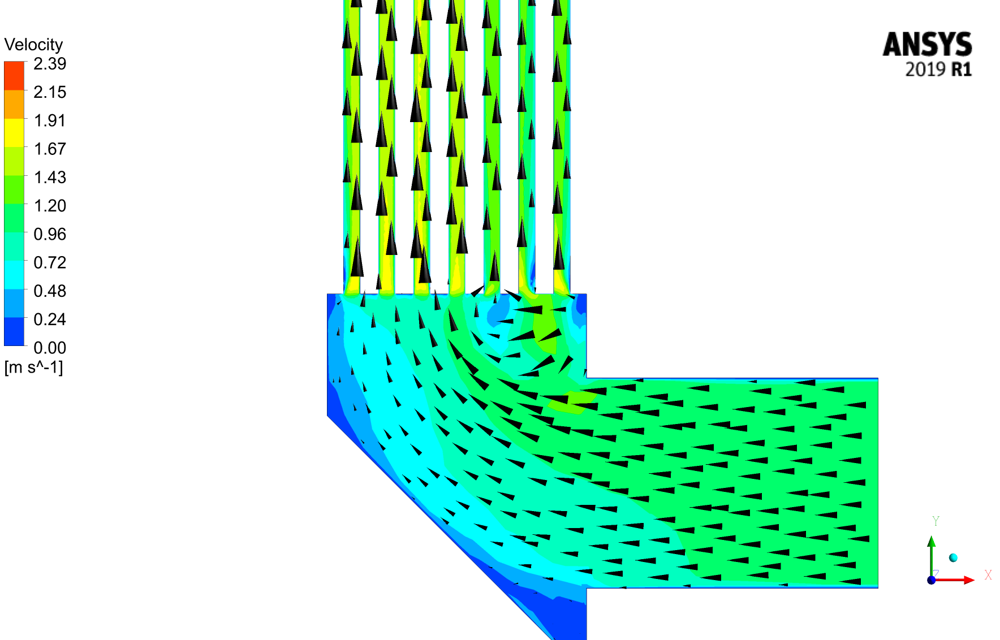 Velocity
2.39
2.15
1.91
1.67
1.43
1.20
0.96
0.72
0.48
0.24
0.00
[m s^-1]
ANSYS
2019 R1
Y
Z
X